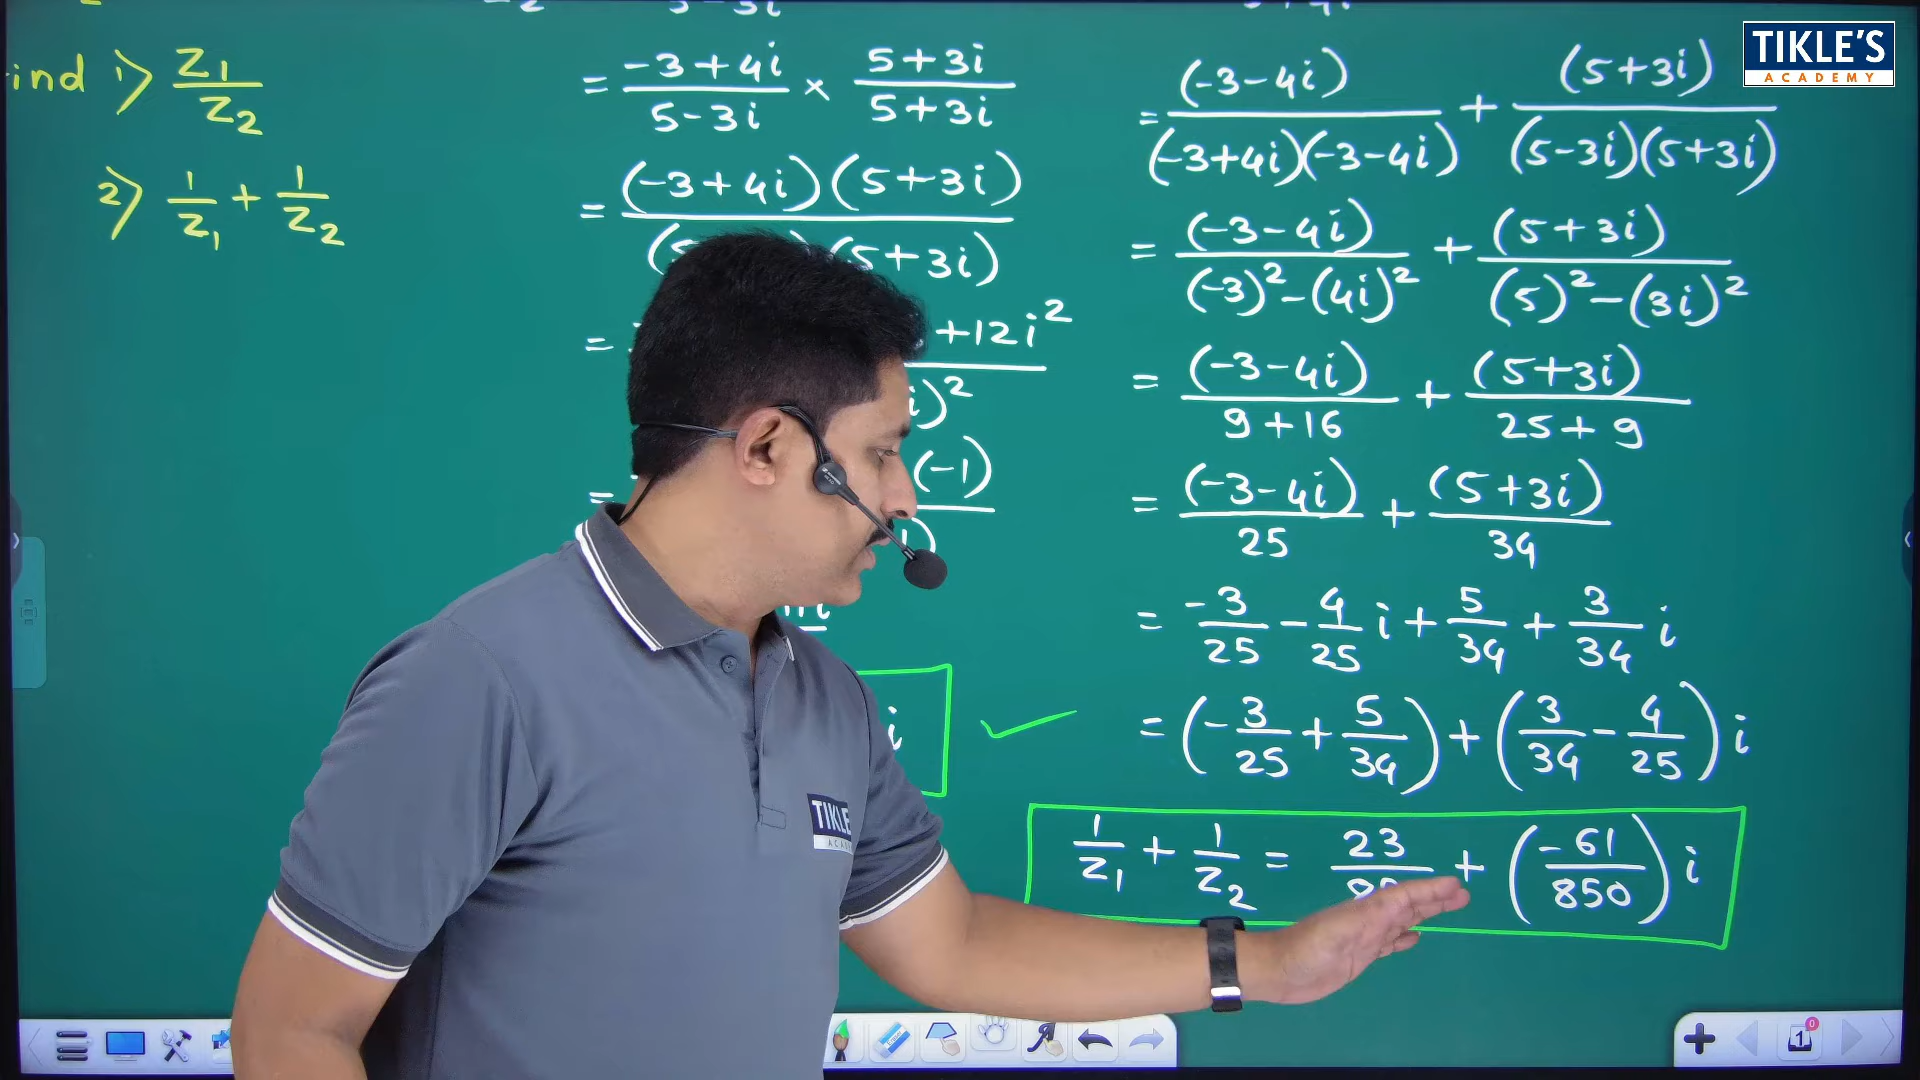 TIKLE'S
ACADEMY
ind 1) Z₁/Z₂
2) 1/Z₁ + 1/Z₂
= (-3+4i)/(5-3i) × (5+3i)/(5+3i)
= (-3+4i)(5+3i)/(5 (5+3i)
= +12i²
i)²
= (-1)
1)
i
i
= (-3-4i)/(-3+4i)(-3-4i) + (5+3i)/(5-3i)(5+3i)
= (-3-4i)/((-3)²-(4i)²) + (5+3i)/((5)²-(3i)²)
= (-3-4i)/(9+16) + (5+3i)/(25+9)
= (-3-4i)/25 + (5+3i)/34
= -3/25 - 4/25 i + 5/34 + 3/34 i
= (-3/25 + 5/34) + (3/34 - 4/25) i
1/Z₁ + 1/Z₂ = 23/ + (-61/850) i
TIKLE